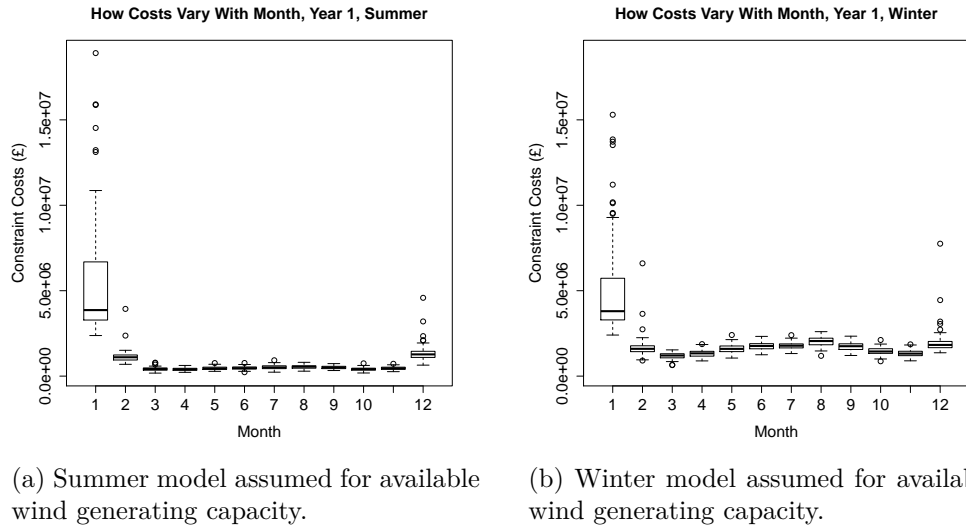 How Costs Vary With Month, Year 1, Summer
Constraint Costs (£)
1.5e+07
1.0e+07
5.0e+06
0.0e+00
1 2 3 4 5 6 7 8 9 10 12
Month
(a) Summer model assumed for available
wind generating capacity.
How Costs Vary With Month, Year 1, Winter
Constraint Costs (£)
1.5e+07
1.0e+07
5.0e+06
0.0e+00
1 2 3 4 5 6 7 8 9 10 12
Month
(b) Winter model assumed for availa
wind generating capacity.